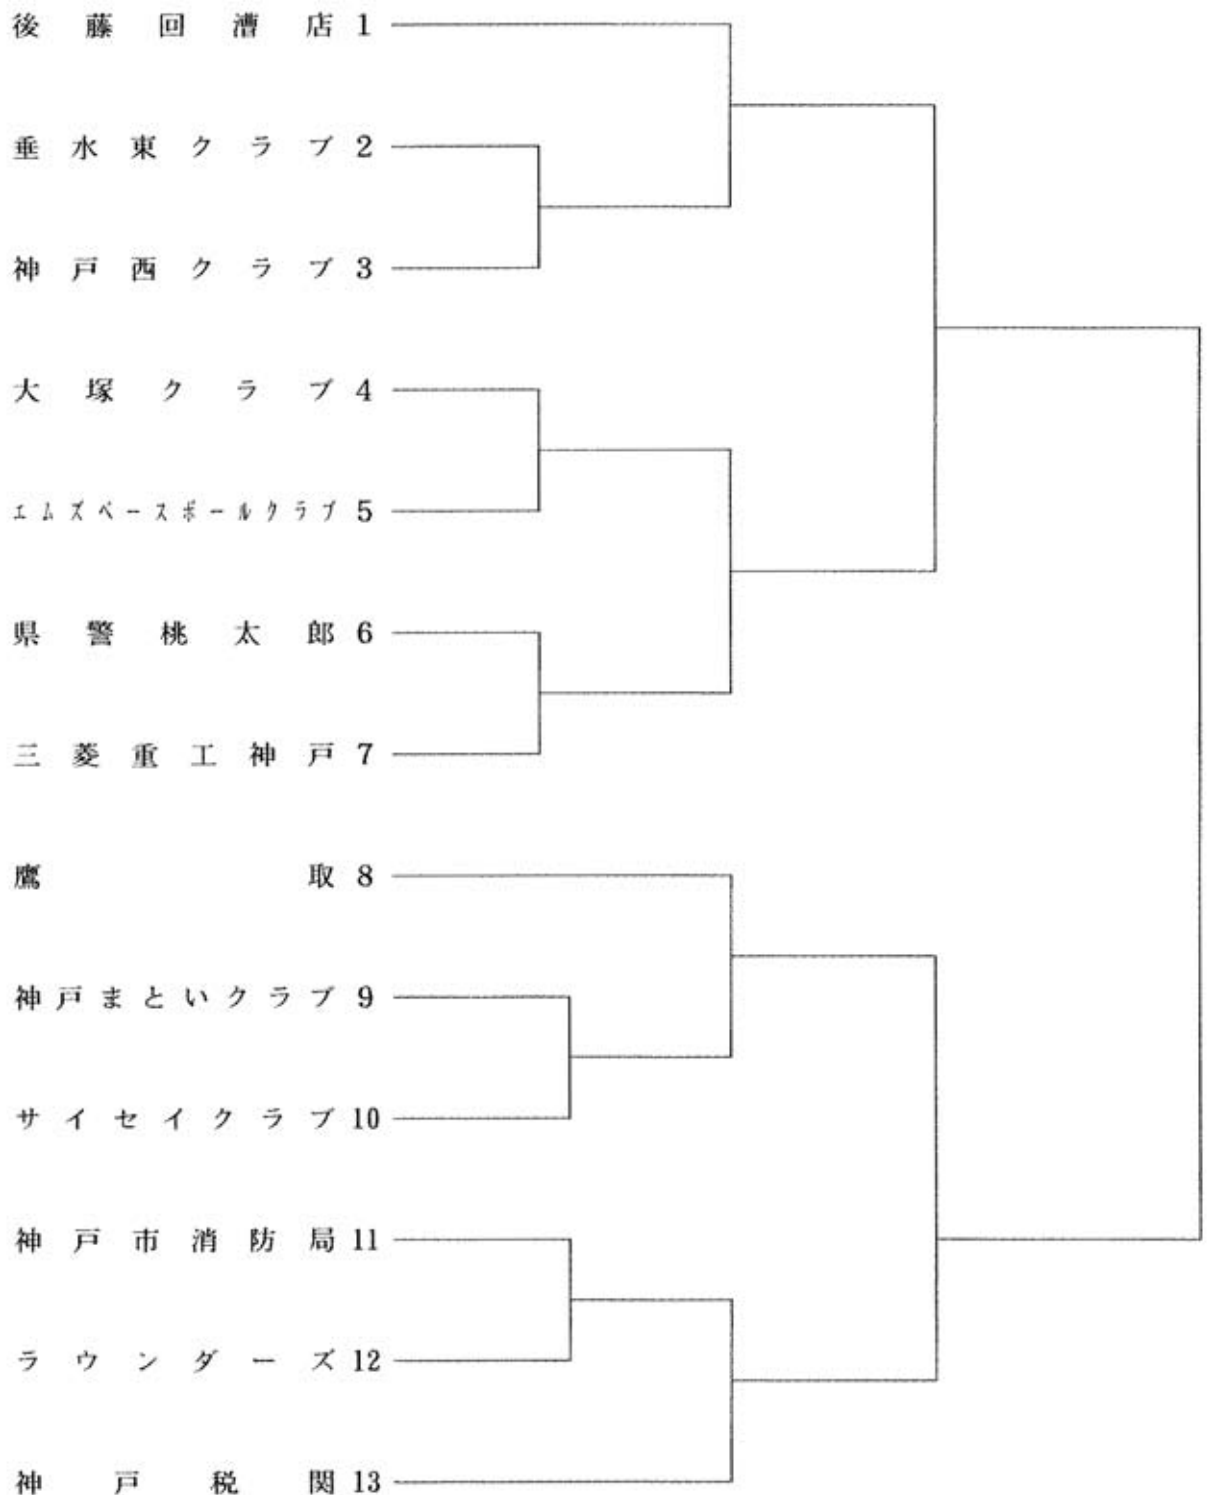 後藤回漕店 1
垂水東クラブ 2
神戸西クラブ 3
大塚クラブ 4
エムズベースボールクラブ 5
県警桃太郎 6
三菱重工神戸 7
鷹取 8
神戸まといクラブ 9
サイセイクラブ 10
神戸市消防局 11
ラウンダーズ 12
神戸税関 13